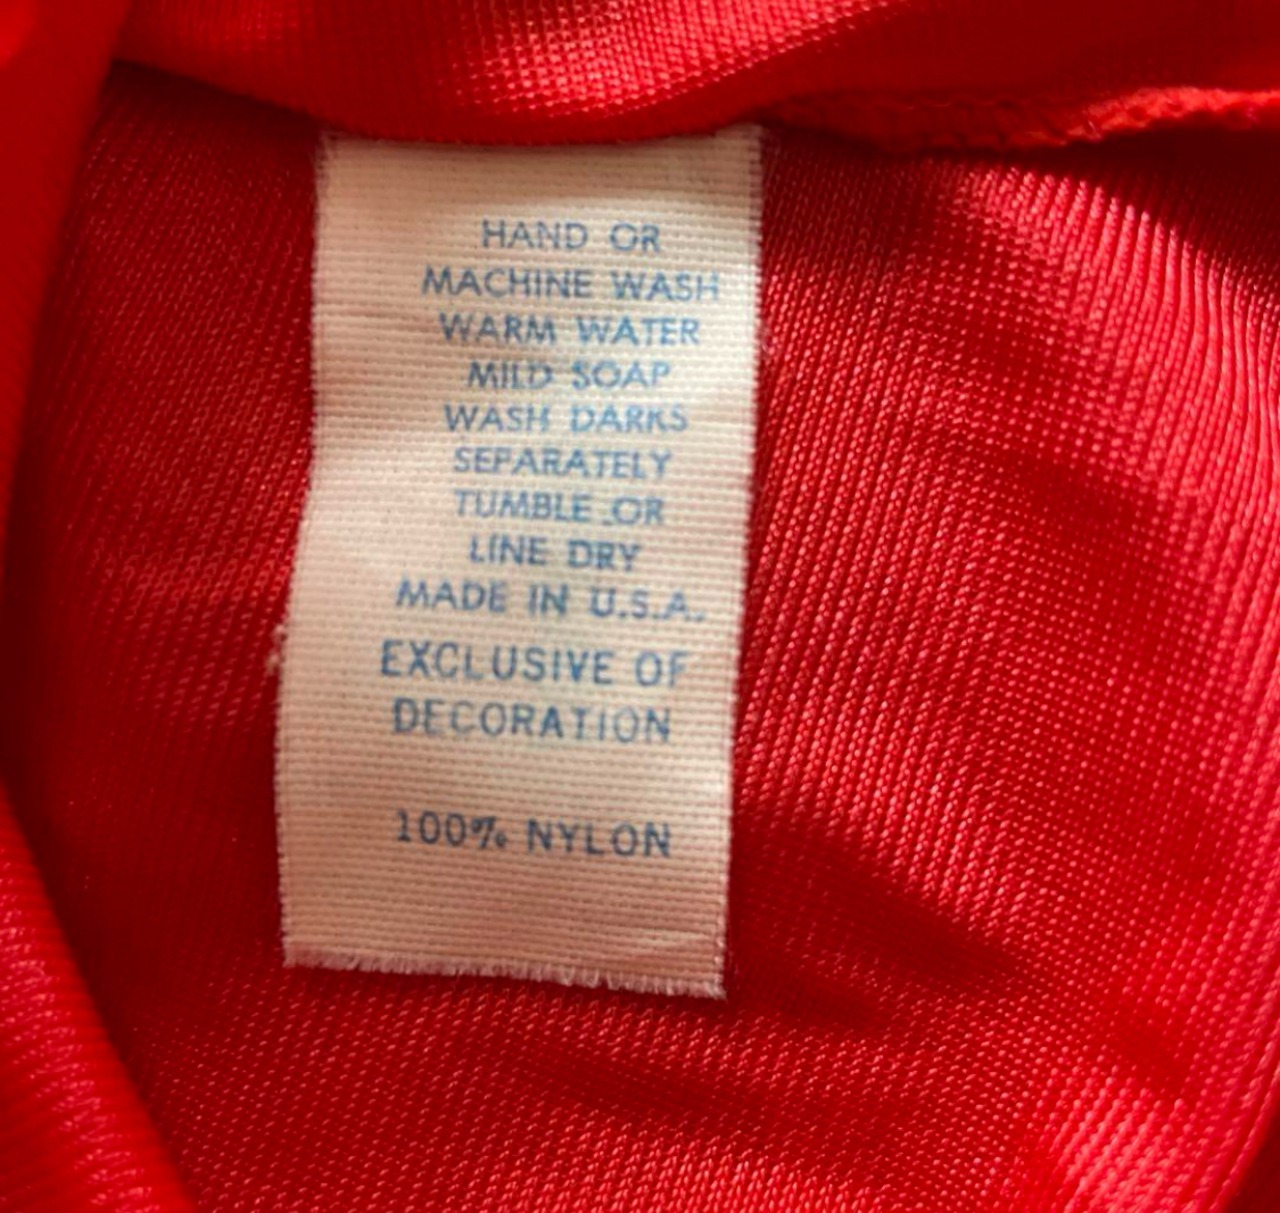 HAND OR
MACHINE WASH
WARM WATER
MILD SOAP
WASH DARKS
SEPARATELY
TUMBLE OR
LINE DRY
MADE IN U.S.A.
EXCLUSIVE OF
DECORATION
100% NYLON